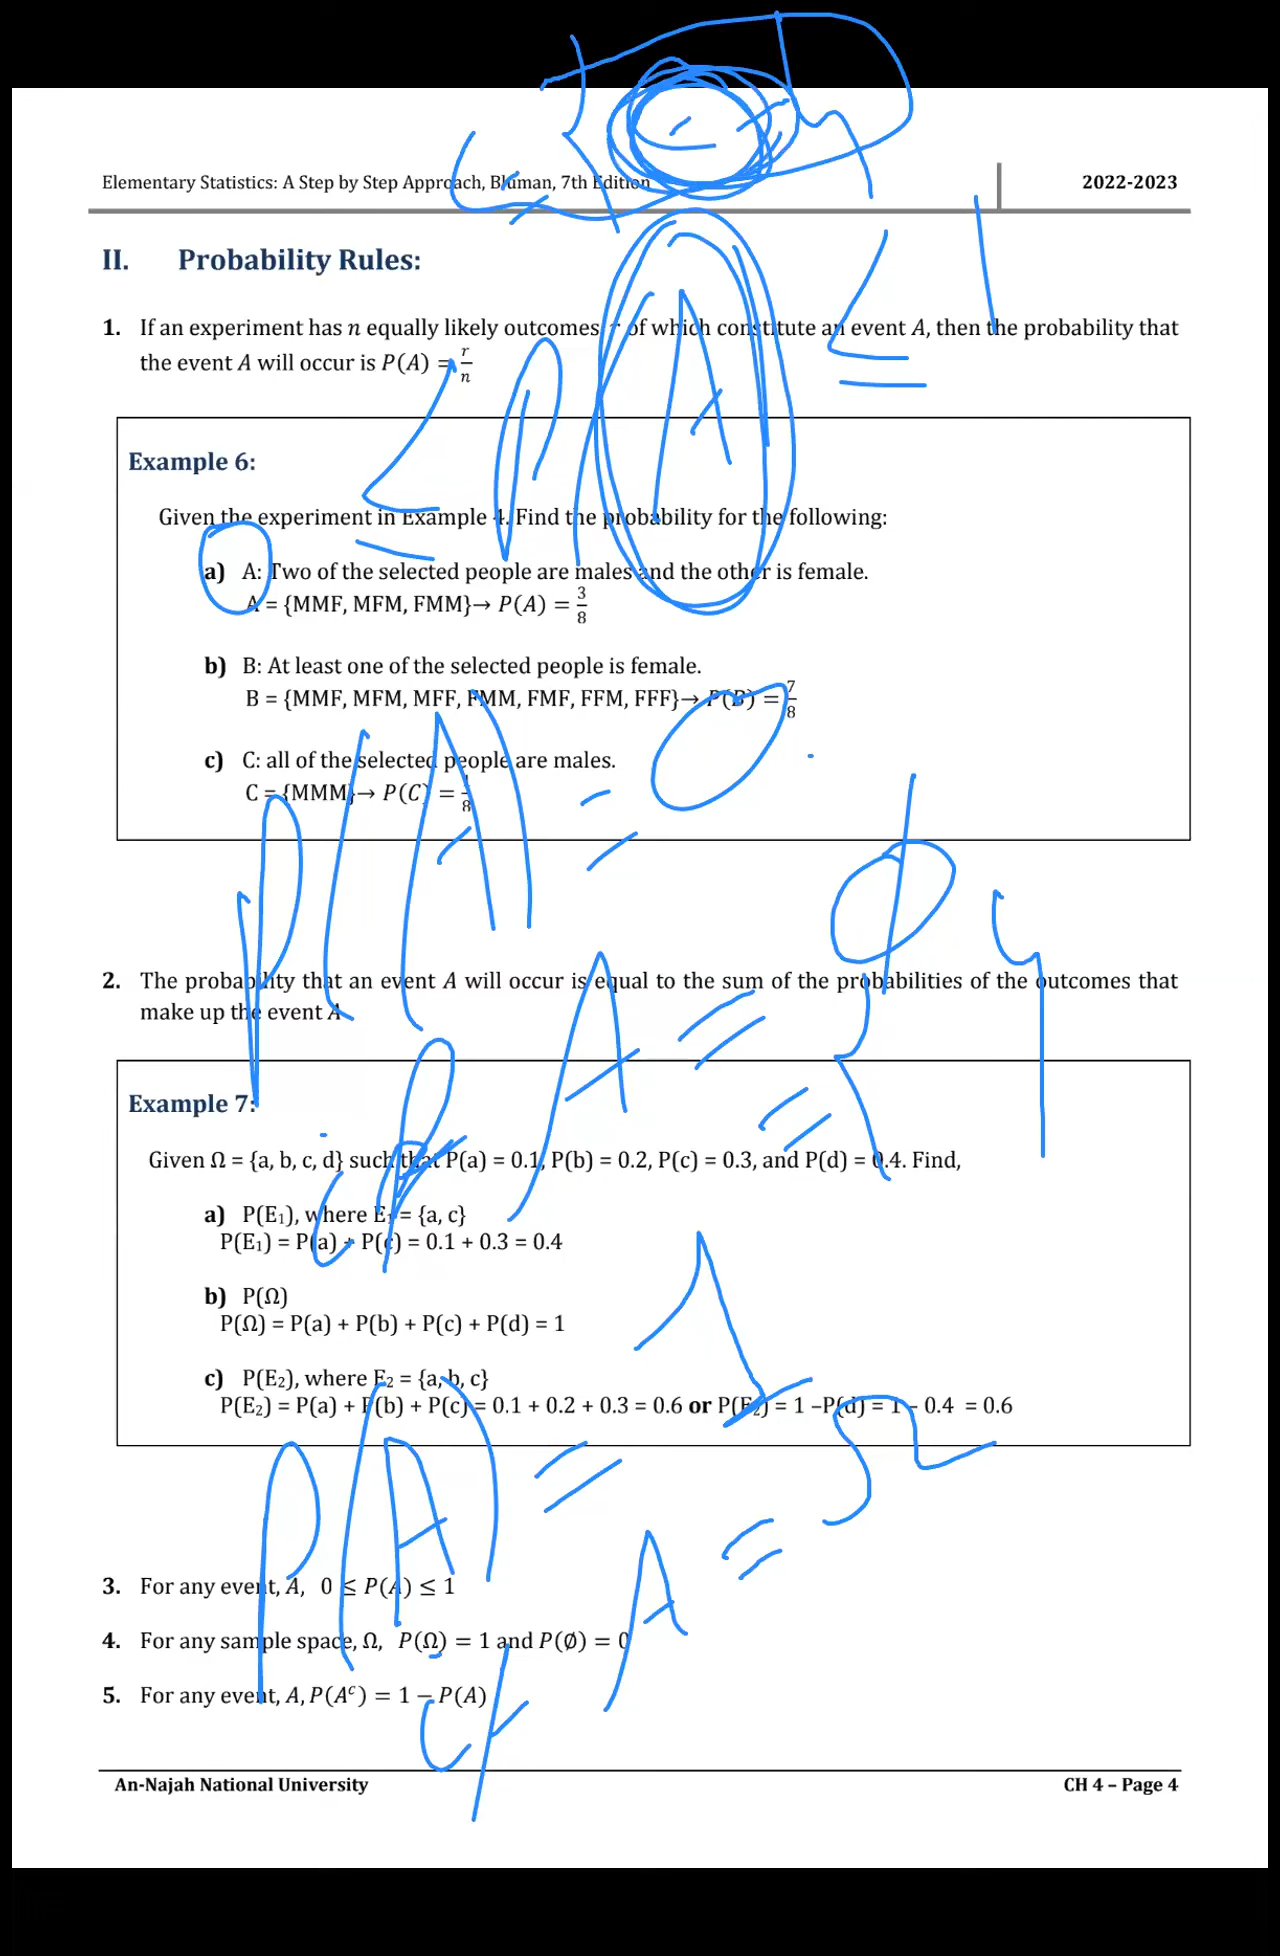 Elementary Statistics: A Step by Step Approach, Bluman, 7th Edition 2022-2023
II. Probability Rules:
1. If an experiment has n equally likely outcomes, r of which constitute an event A, then the probability that
the event A will occur is P(A) = r/n
Example 6:
Given the experiment in Example 4. Find the probability for the following:
a) A: Two of the selected people are males and the other is female.
A = {MMF, MFM, FMM}→ P(A) = 3/8
b) B: At least one of the selected people is female.
B = {MMF, MFM, MFF, FMM, FMF, FFM, FFF}→ P(B) = 7/8
c) C: all of the selected people are males.
C = {MMM}→ P(C) = 1/8
2. The probability that an event A will occur is equal to the sum of the probabilities of the outcomes that
make up the event A
Example 7:
Given Ω = {a, b, c, d} such that P(a) = 0.1, P(b) = 0.2, P(c) = 0.3, and P(d) = 0.4. Find,
a) P(E₁), where E₁ = {a, c}
P(E₁) = P(a) + P(c) = 0.1 + 0.3 = 0.4
b) P(Ω)
P(Ω) = P(a) + P(b) + P(c) + P(d) = 1
c) P(E₂), where E₂ = {a, b, c}
P(E₂) = P(a) + P(b) + P(c) = 0.1 + 0.2 + 0.3 = 0.6 or P(E₂) = 1 –P(d) = 1 – 0.4 = 0.6
3. For any event, A, 0 ≤ P(A) ≤ 1
4. For any sample space, Ω, P(Ω) = 1 and P(∅) = 0
5. For any event, A, P(Aᶜ) = 1 – P(A)
An-Najah National University CH 4 – Page 4
≤ P(A) ≤ 1
P(A) = 0
A = ∅
P(A) = 1
A = Ω